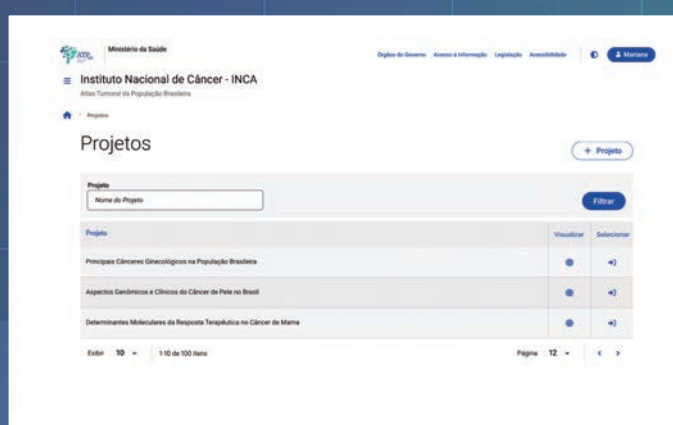 ATP
Ministério da Saúde
Órgãos do Governo Acesso à Informação Legislação Acessibilidade
Mariana
Instituto Nacional de Câncer - INCA
Atlas Tumoral da População Brasileira
Projetos
Projetos
+ Projeto
Projeto
Nome do Projeto
Filtrar
Projeto Visualizar Selecionar
Principais Cânceres Ginecológicos na População Brasileira
Aspectos Genômicos e Clínicos do Câncer de Pele no Brasil
Determinantes Moleculares da Resposta Terapêutica no Câncer de Mama
Exibir 10 1-10 de 100 itens Página 12